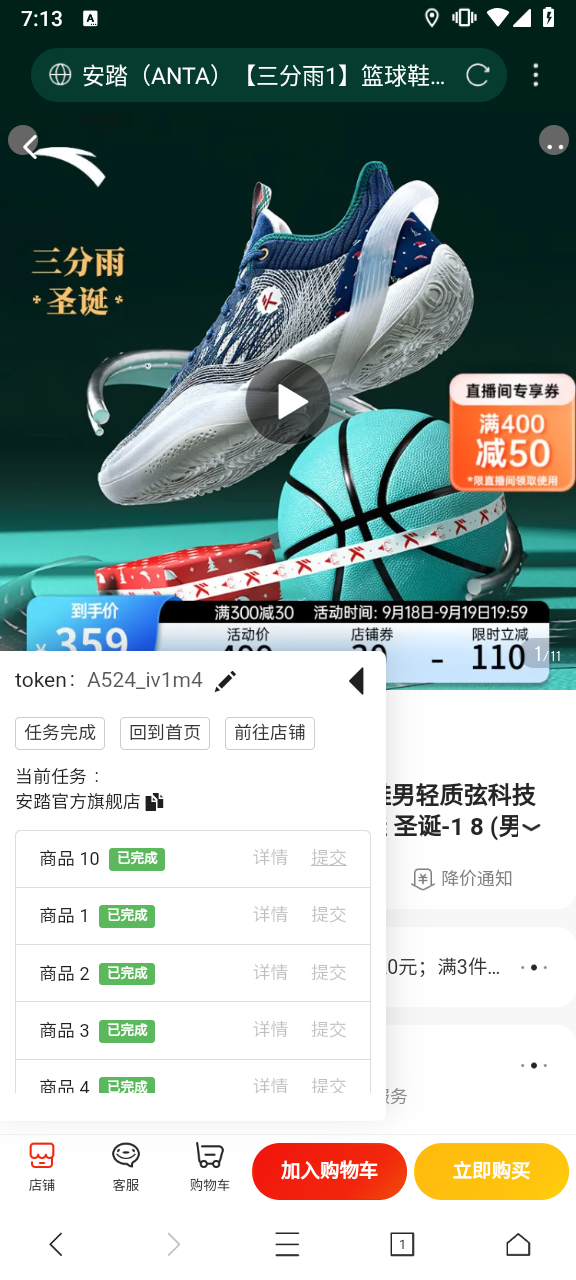 7:13 A
安踏（ANTA）【三分雨1】篮球鞋...
三分雨
圣诞
直播间专享券
满400
减50
*限直播间领取使用
到手价
满300减30 活动时间: 9月18日-9月19日19:59
¥359
活动价
店铺券
限时立减
110
1/11
token: A524_iv1m4
任务完成 回到首页 前往店铺
当前任务：
安踏官方旗舰店
男轻质弦科技
圣诞-1 8 (男
降价通知
商品 10 已完成 详情 提交
商品 1 已完成 详情 提交
商品 2 已完成 详情 提交
0元；满3件...
商品 3 已完成 详情 提交
商品 4 已完成 详情 提交
服务
店铺 客服 购物车 加入购物车 立即购买
1